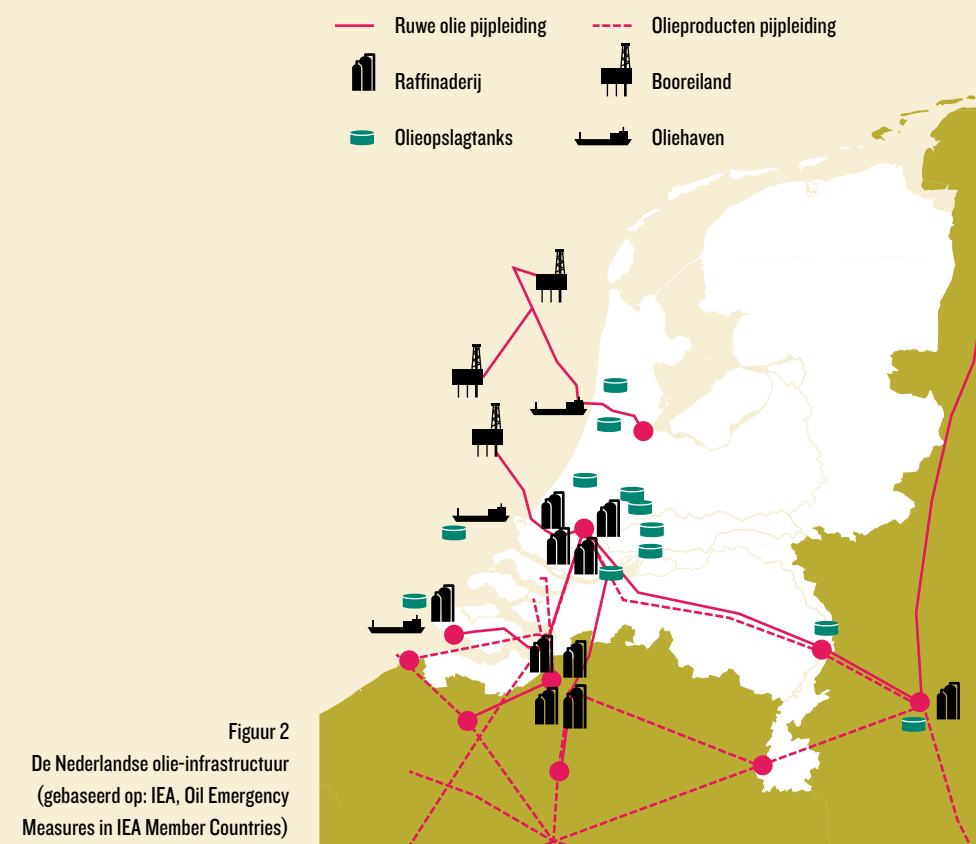 Ruwe olie pijpleiding
Olieproducten pijpleiding
Raffinaderij
Booreiland
Olieopslagtanks
Oliehaven
Figuur 2
De Nederlandse olie-infrastructuur
(gebaseerd op: IEA, Oil Emergency
Measures in IEA Member Countries)